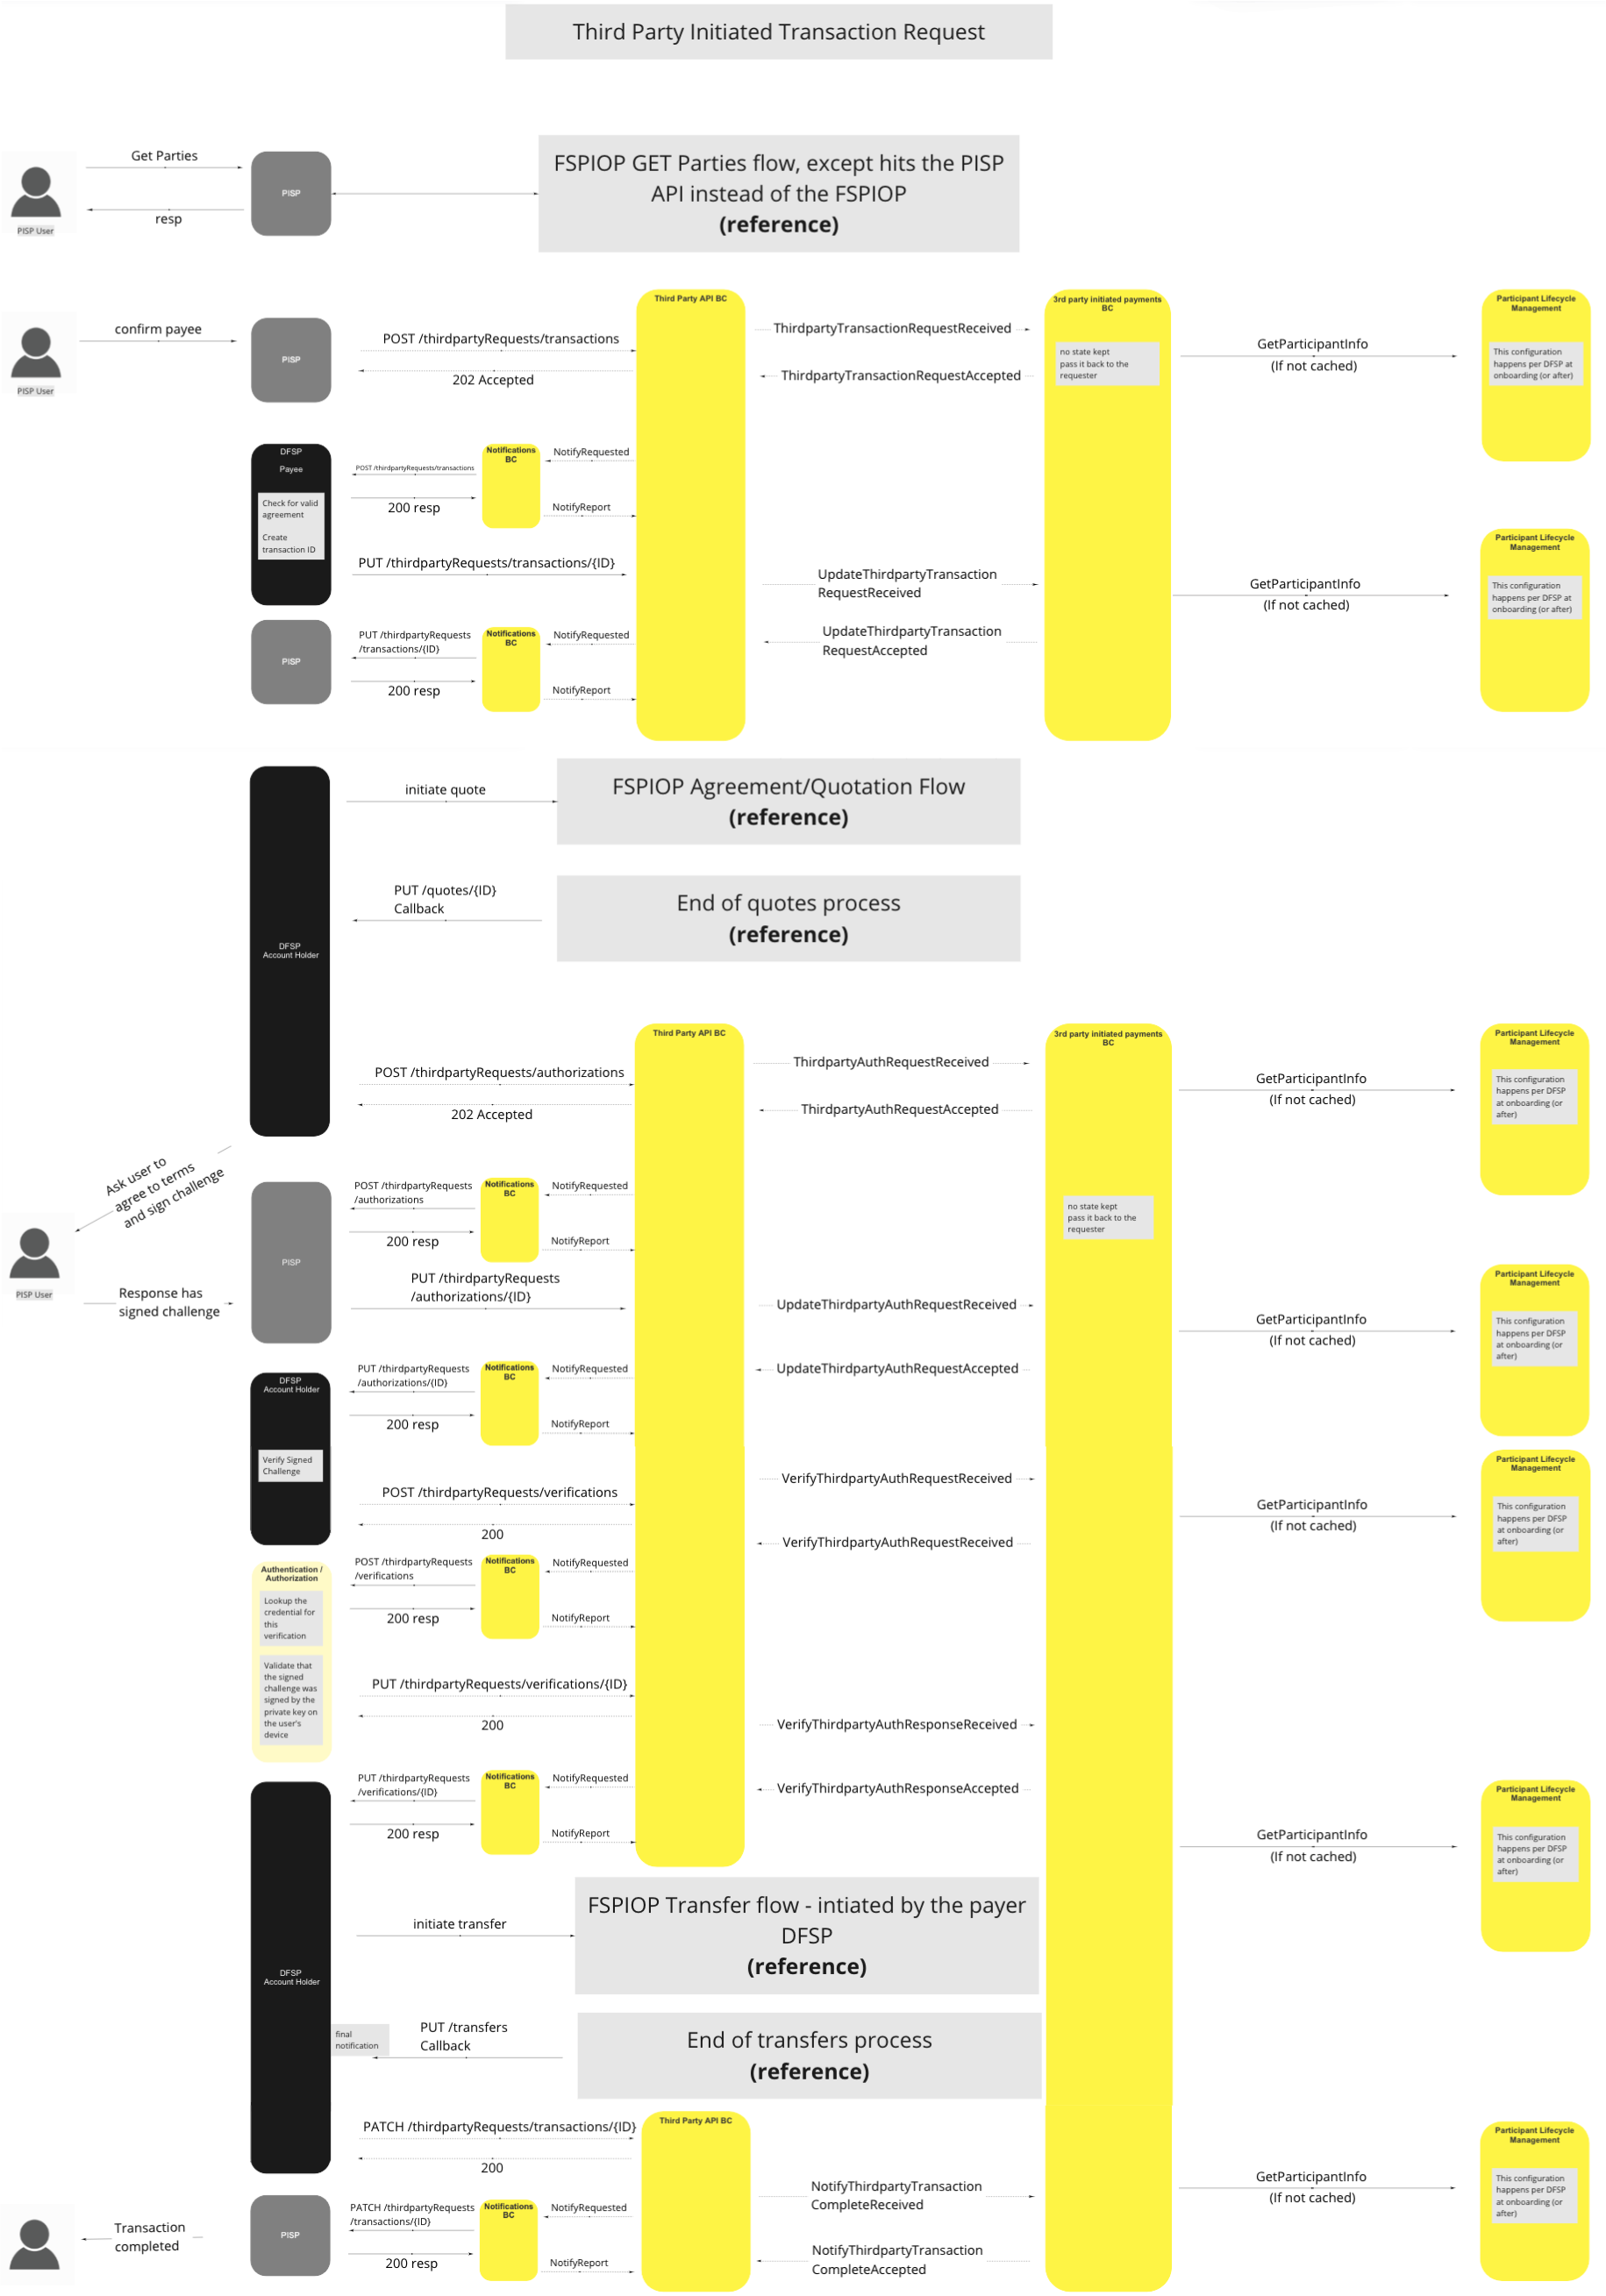 Third Party Initiated Transaction Request
Get Parties
resp
PISP User
PISP
FSPIOP GET Parties flow, except hits the PISP
API instead of the FSPIOP
(reference)
confirm payee
PISP User
PISP
POST /thirdpartyRequests/transactions
202 Accepted
Third Party API BC
ThirdpartyTransactionRequestReceived
ThirdpartyTransactionRequestAccepted
3rd party initiated payments
BC
no state kept
pass it back to the
requester
GetParticipantInfo
(If not cached)
Participant Lifecycle
Management
This configuration
happens per DFSP at
onboarding (or after)
DFSP
Payee
Check for valid
agreement
Create
transaction ID
POST /thirdpartyRequests/transactions
200 resp
Notifications
BC
NotifyRequested
NotifyReport
PUT /thirdpartyRequests/transactions/{ID}
UpdateThirdpartyTransaction
RequestReceived
GetParticipantInfo
(If not cached)
Participant Lifecycle
Management
This configuration
happens per DFSP at
onboarding (or after)
PISP
PUT /thirdpartyRequests
/transactions/{ID}
200 resp
Notifications
BC
NotifyRequested
NotifyReport
UpdateThirdpartyTransaction
RequestAccepted
DFSP
Account Holder
initiate quote
FSPIOP Agreement/Quotation Flow
(reference)
PUT /quotes/{ID}
Callback
End of quotes process
(reference)
POST /thirdpartyRequests/authorizations
202 Accepted
Third Party API BC
ThirdpartyAuthRequestReceived
ThirdpartyAuthRequestAccepted
3rd party initiated payments
BC
GetParticipantInfo
(If not cached)
Participant Lifecycle
Management
This configuration
happens per DFSP
at onboarding (or
after)
Ask user to
agree to terms
and sign challenge
PISP User
Response has
signed challenge
PISP
POST /thirdpartyRequests
/authorizations
200 resp
Notifications
BC
NotifyRequested
NotifyReport
no state kept
pass it back to the
requester
PUT /thirdpartyRequests
/authorizations/{ID}
UpdateThirdpartyAuthRequestReceived
GetParticipantInfo
(If not cached)
Participant Lifecycle
Management
This configuration
happens per DFSP
at onboarding (or
after)
DFSP
Account Holder
Verify Signed
Challenge
PUT /thirdpartyRequests
/authorizations/{ID}
200 resp
Notifications
BC
NotifyRequested
NotifyReport
UpdateThirdpartyAuthRequestAccepted
POST /thirdpartyRequests/verifications
200
VerifyThirdpartyAuthRequestReceived
VerifyThirdpartyAuthRequestReceived
GetParticipantInfo
(If not cached)
Participant Lifecycle
Management
This configuration
happens per DFSP
at onboarding (or
after)
Authentication /
Authorization
Lookup the
credential for
this
verification
Validate that
the signed
challenge was
signed by the
private key on
the user's
device
POST /thirdpartyRequests
/verifications
200 resp
Notifications
BC
NotifyRequested
NotifyReport
PUT /thirdpartyRequests/verifications/{ID}
200
VerifyThirdpartyAuthResponseReceived
PUT /thirdpartyRequests
/verifications/{ID}
200 resp
Notifications
BC
NotifyRequested
NotifyReport
VerifyThirdpartyAuthResponseAccepted
GetParticipantInfo
(If not cached)
Participant Lifecycle
Management
This configuration
happens per DFSP
at onboarding (or
after)
DFSP
Account Holder
initiate transfer
FSPIOP Transfer flow - intiated by the payer
DFSP
(reference)
final
notification
PUT /transfers
Callback
End of transfers process
(reference)
PATCH /thirdpartyRequests/transactions/{ID}
200
Third Party API BC
NotifyThirdpartyTransaction
CompleteReceived
GetParticipantInfo
(If not cached)
Participant Lifecycle
Management
This configuration
happens per DFSP
at onboarding (or
after)
Transaction
completed
PISP
PATCH /thirdpartyRequests
/transactions/{ID}
200 resp
Notifications
BC
NotifyRequested
NotifyReport
NotifyThirdpartyTransaction
CompleteAccepted